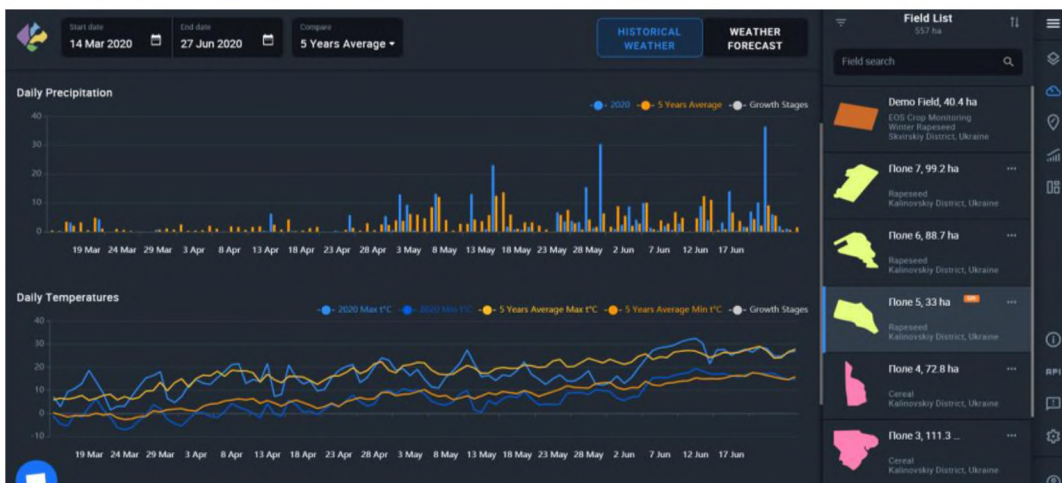 Start date
14 Mar 2020
End date
27 Jun 2020
Compare
5 Years Average
HISTORICAL
WEATHER
WEATHER
FORECAST
Daily Precipitation
2020 5 Years Average Growth Stages
40
30
20
10
0
19 Mar 24 Mar 29 Mar 3 Apr 8 Apr 13 Apr 18 Apr 23 Apr 28 Apr 3 May 8 May 13 May 18 May 23 May 28 May 2 Jun 7 Jun 12 Jun 17 Jun
Daily Temperatures
2020 Max t°C 2020 Min t°C 5 Years Average Max t°C 5 Years Average Min t°C Growth Stages
40
30
20
10
0
-10
19 Mar 24 Mar 29 Mar 3 Apr 8 Apr 13 Apr 18 Apr 23 Apr 28 Apr 3 May 8 May 13 May 18 May 23 May 28 May 2 Jun 7 Jun 12 Jun 17 Jun
Field List
557 ha
Field search
Demo Field, 40.4 ha
EOS Crop Monitoring
Winter Rapeseed
Skvirskiy District, Ukraine
Поле 7, 99.2 ha
Rapeseed
Kalinovskiy District, Ukraine
Поле 6, 88.7 ha
Rapeseed
Kalinovskiy District, Ukraine
Поле 5, 33 ha
Rapeseed
Kalinovskiy District, Ukraine
Поле 4, 72.8 ha
Cereal
Kalinovskiy District, Ukraine
Поле 3, 111.3 ...
Cereal
Kalinovskiy District, Ukraine
API